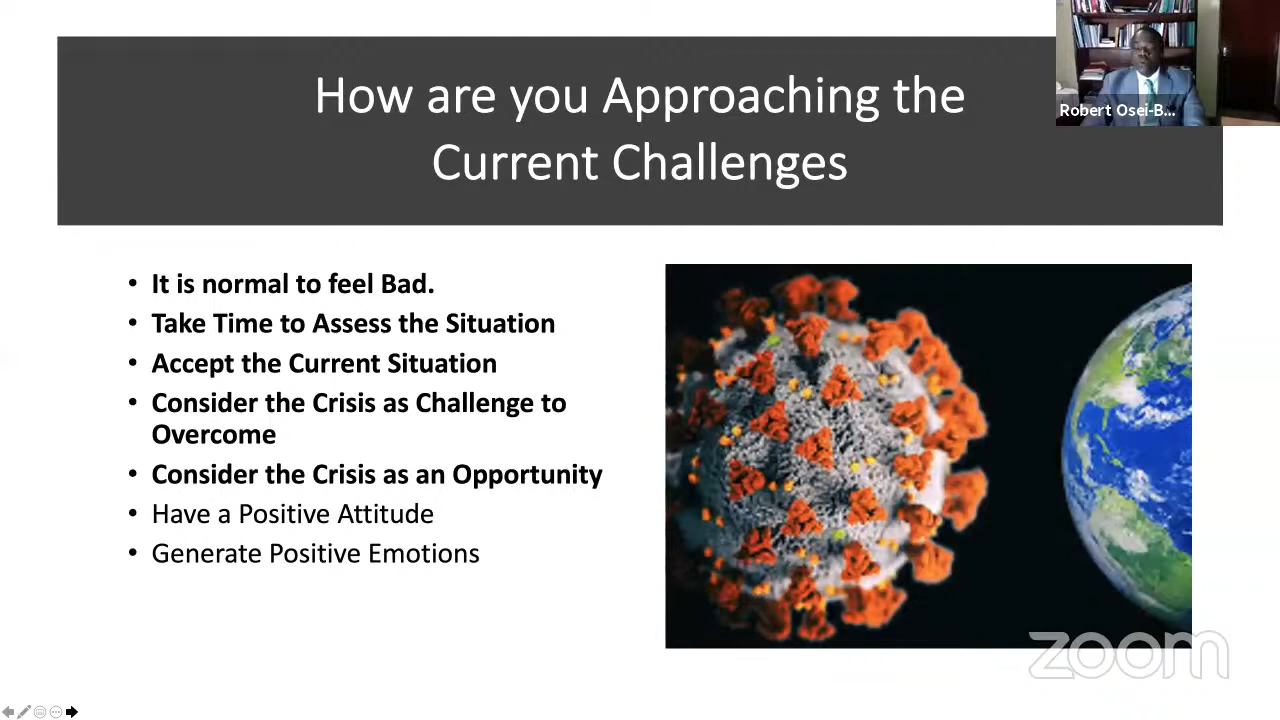 How are you Approaching the
Current Challenges
Robert Osei-B...
• It is normal to feel Bad.
• Take Time to Assess the Situation
• Accept the Current Situation
• Consider the Crisis as Challenge to
Overcome
• Consider the Crisis as an Opportunity
• Have a Positive Attitude
• Generate Positive Emotions
zoom